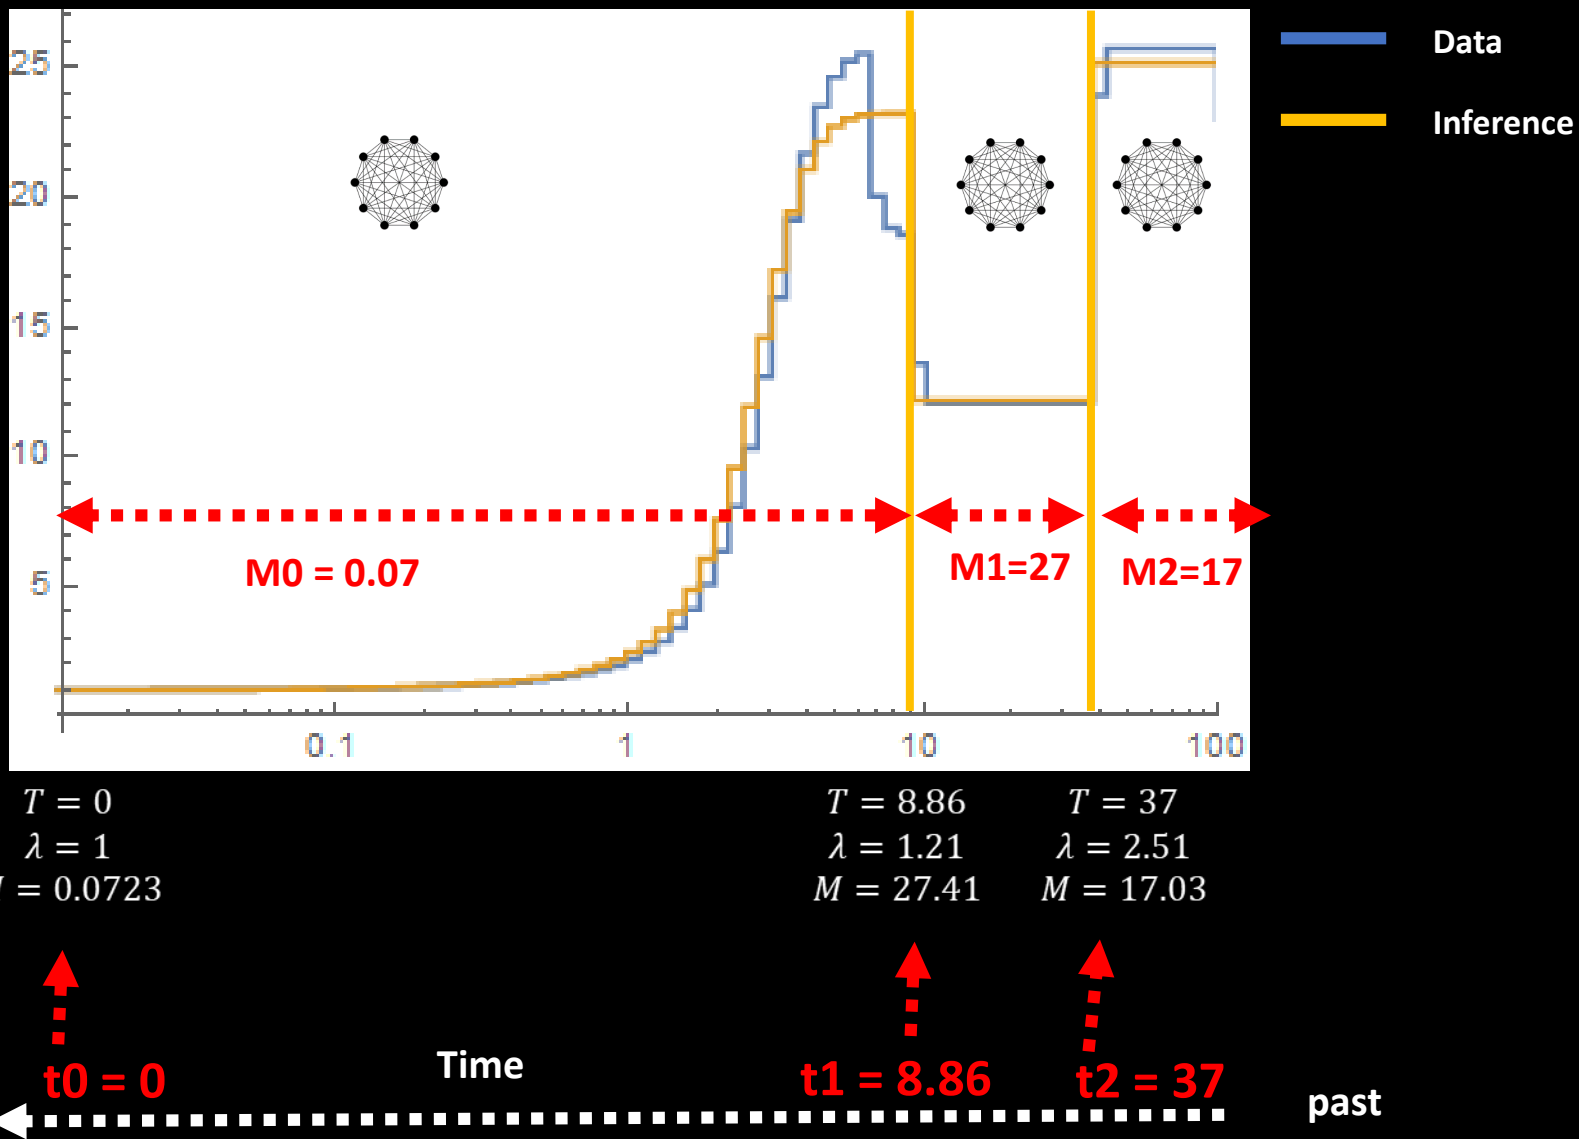 25
20
15
10
5
Data
Inference
M0 = 0.07
M1=27
M2=17
0.1
1
10
100
T = 0
λ = 1
= 0.0723
T = 8.86
λ = 1.21
M = 27.41
T = 37
λ = 2.51
M = 17.03
Time
t0 = 0
t1 = 8.86
t2 = 37
past